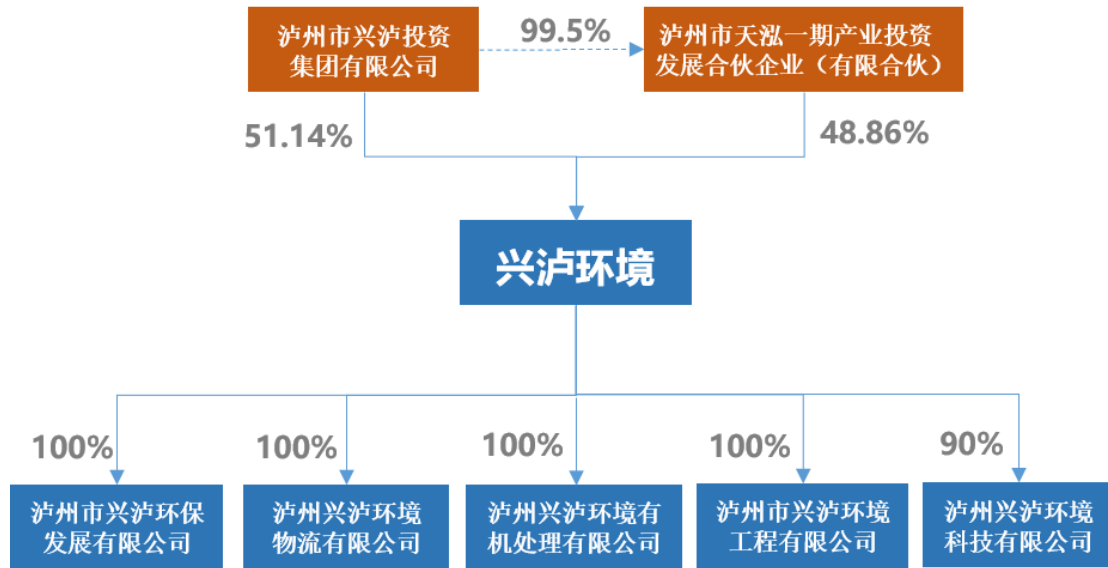 泸州市兴泸投资
集团有限公司
99.5%
泸州市天泓一期产业投资
发展合伙企业（有限合伙）
51.14%
48.86%
兴泸环境
100%
100%
100%
100%
90%
泸州市兴泸环保
发展有限公司
泸州兴泸环境
物流有限公司
泸州兴泸环境有
机处理有限公司
泸州市兴泸环境
工程有限公司
泸州兴泸环境
科技有限公司